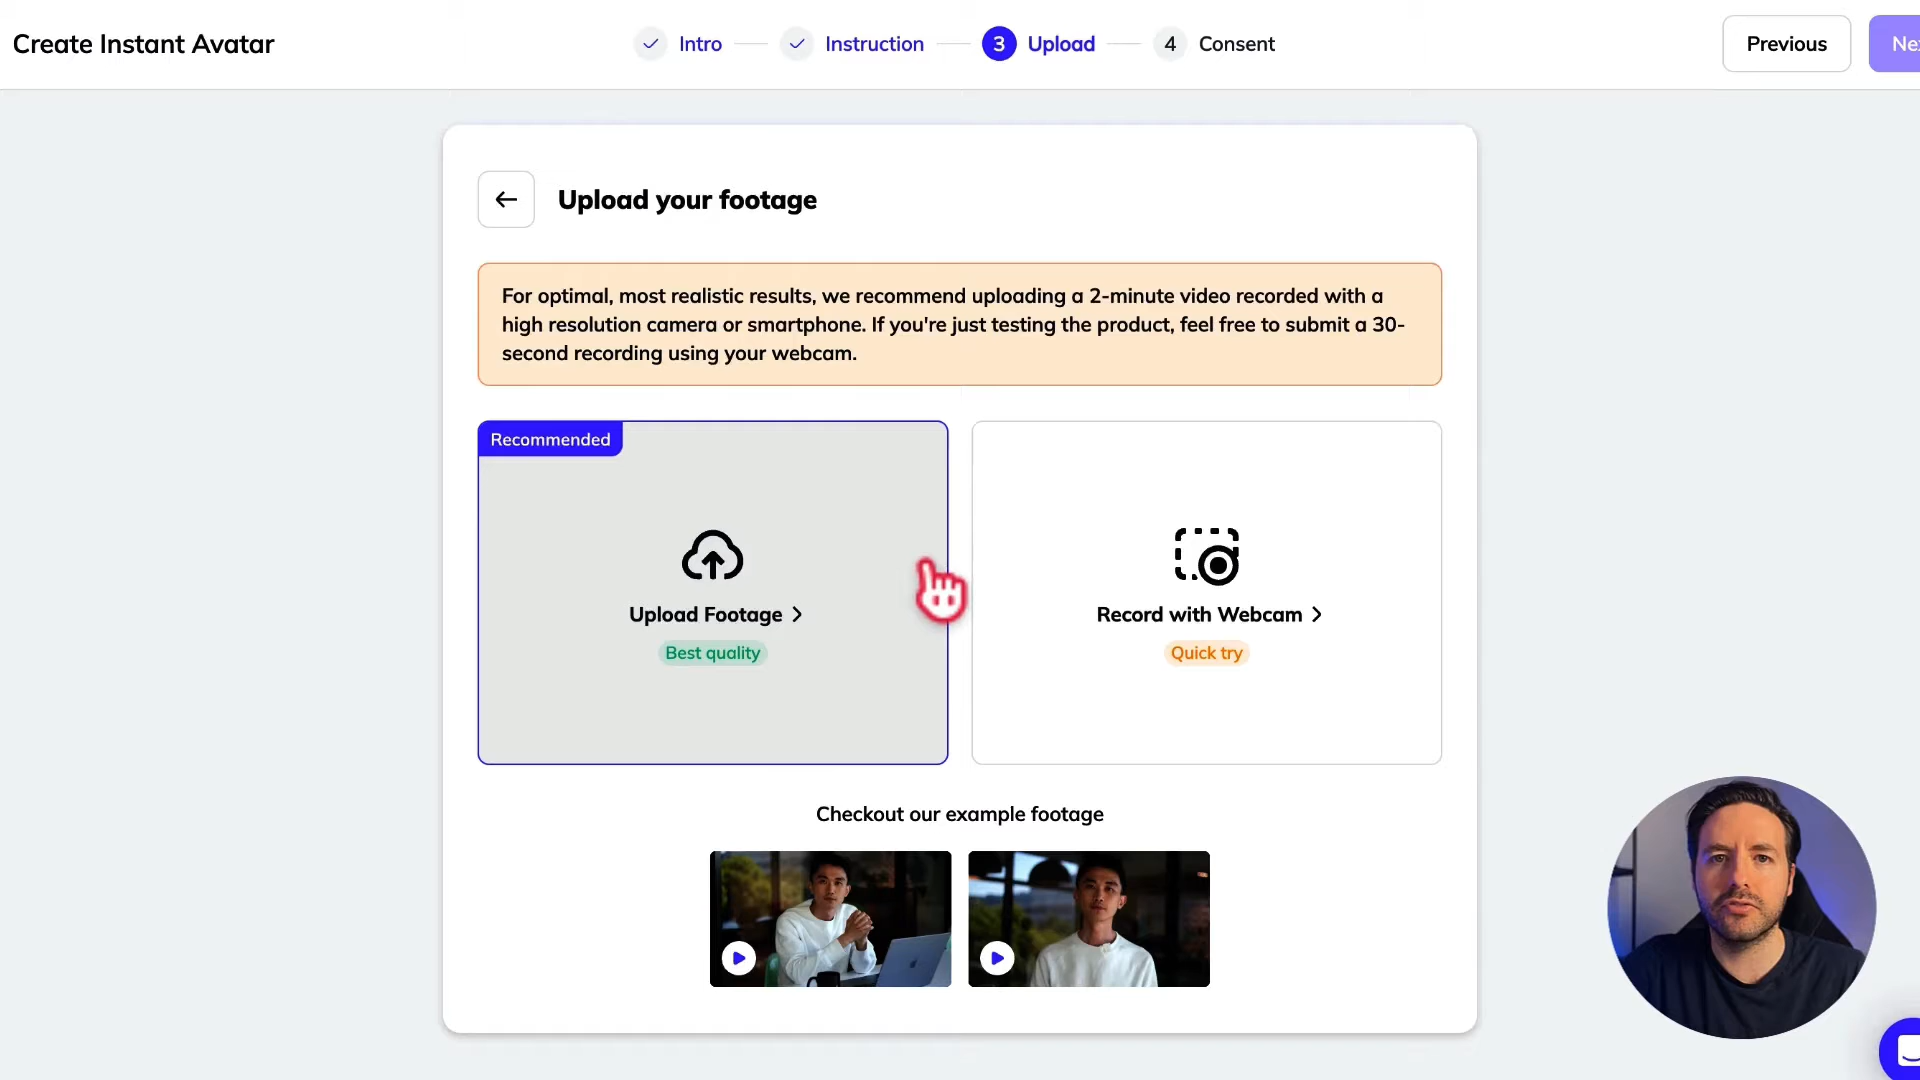 Create Instant Avatar
Intro
Instruction
3
Upload
4
Consent
Previous
Upload your footage
For optimal, most realistic results, we recommend uploading a 2-minute video recorded with a
high resolution camera or smartphone. If you're just testing the product, feel free to submit a 30-
second recording using your webcam.
Recommended
Upload Footage
Best quality
Record with Webcam
Quick try
Checkout our example footage